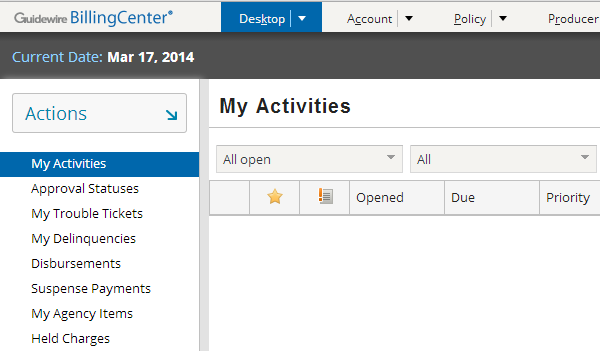 Guidewire BillingCenter® Desktop Account Policy Producer
Current Date: Mar 17, 2014
Actions
My Activities
Approval Statuses
My Trouble Tickets
My Delinquencies
Disbursements
Suspense Payments
My Agency Items
Held Charges
My Activities
All open All
Opened Due Priority